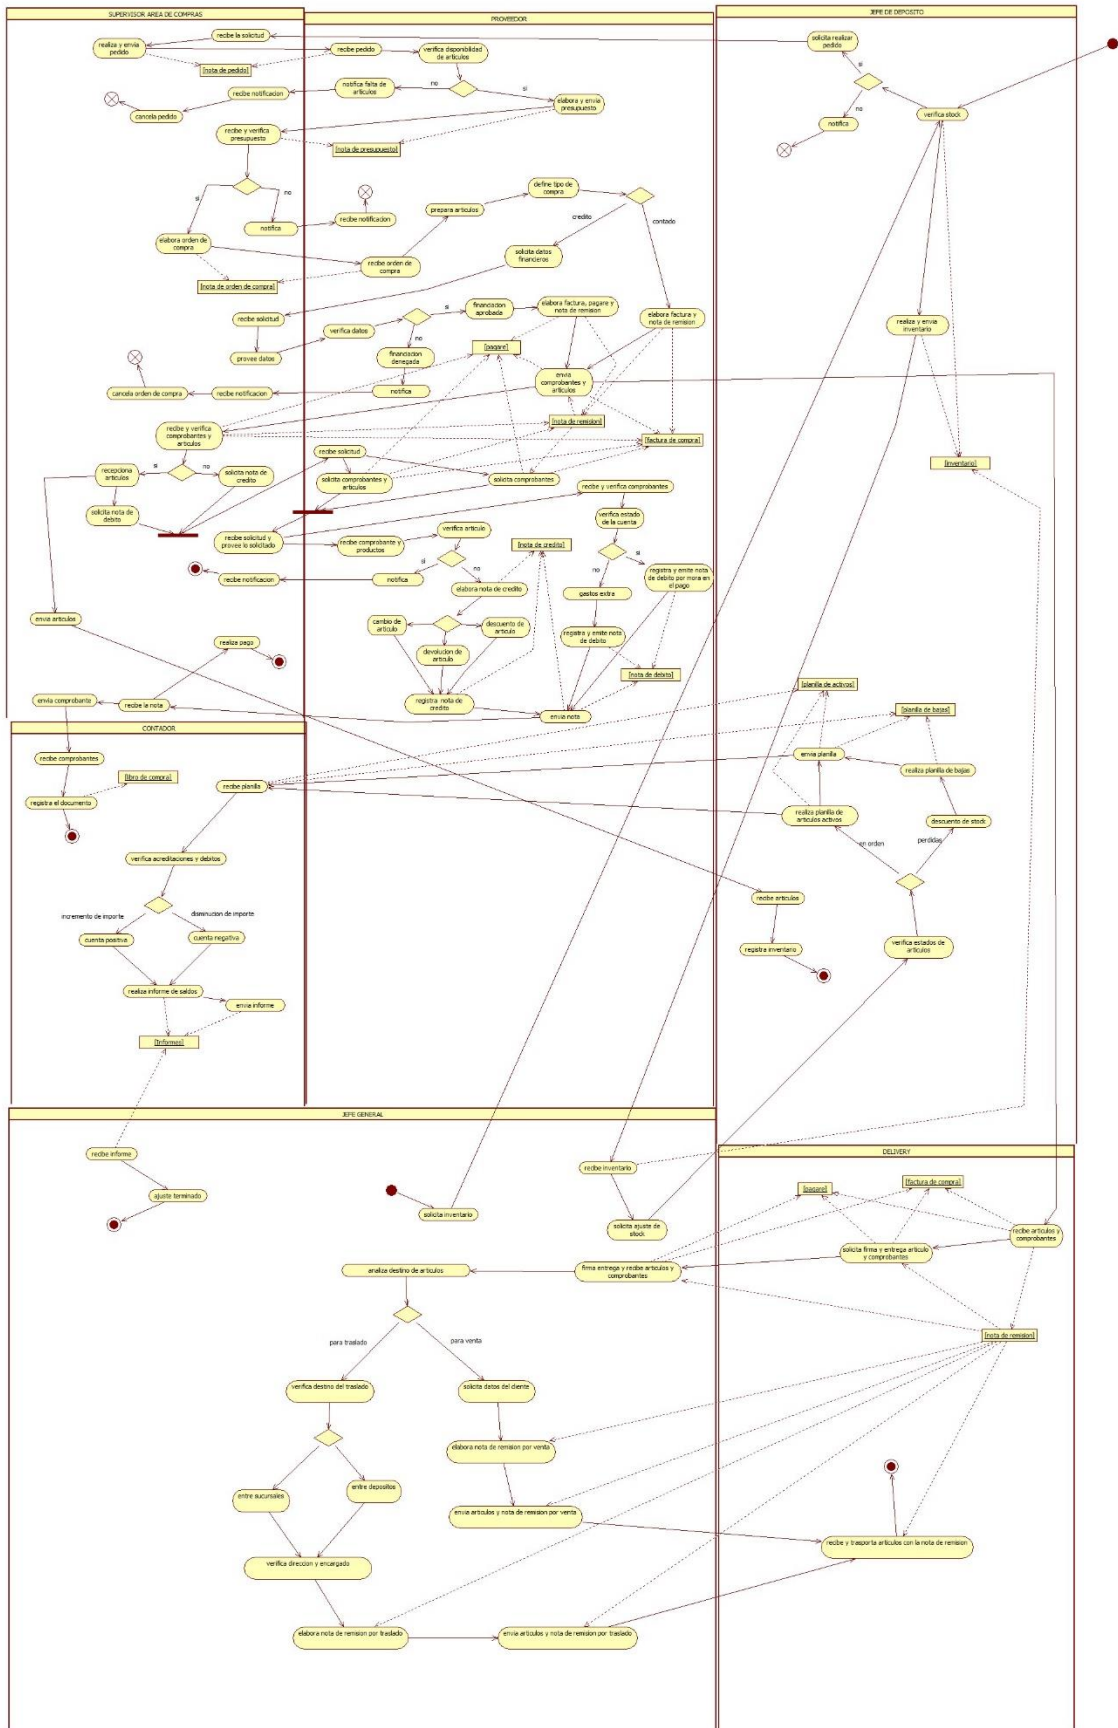 SUPERVISOR AREA DE COMPRAS
recibe la solicitud
realiza y envia
pedido
[nota de pedido]
recibe notificacion
cancela pedido
recibe y verifica
presupuesto
si
no
notifica
elabora orden de
compra
[nota de orden de compra]
recibe solicitud
provee datos
cancela orden de compra
recibe notificacion
recibe y verifica
comprobantes y
articulos
si
no
recepciona
articulos
solicita nota de
credito
solicita nota de
debito
recibe solicitud y
provee lo solicitado
recibe notificacion
envia articulos
realiza pago
envia comprobante
recibe la nota
PROVEEDOR
recibe pedido
verifica disponibilidad
de articulos
notifica falta de
articulos
no
si
elabora y envia
presupuesto
[nota de presupuesto]
recibe notificacion
prepara articulos
define tipo de
compra
credito
contado
recibe orden de
compra
solicita datos
financieros
verifica datos
si
financiacion
aprobada
elabora factura, pagare y
nota de remision
elabora factura y
nota de remision
no
financiacion
denegada
[pagare]
notifica
envia
comprobantes y
articulos
[nota de remision]
[factura de compra]
recibe solicitud
solicita comprobantes y
articulos
solicita comprobantes
recibe y verifica comprobantes
verifica estado
de la cuenta
recibe comprobante y
productos
verifica articulo
[nota de credito]
si
no
notifica
elabora nota de credito
no
si
registra y emite nota
de debito por mora en
el pago
gastos extra
cambio de
articulo
descuento de
articulo
devolucion de
articulo
registra y emite nota
de debito
[nota de debito]
registra nota de
credito
envia nota
JEPE DE DEPOSITO
solicita realizar
pedido
si
no
notifica
verifica stock
realiza y envia
inventario
[inventario]
[planilla de activos]
[planilla de bajas]
envia planilla
realiza planilla de bajas
realiza planilla de
articulos activos
descuento de stock
en orden
perdidas
recibe articulos
verifica estados de
articulos
registra inventario
CONTADOR
recibe comprobantes
[libro de compra]
registra el documento
recibe planilla
verifica acreditaciones y debitos
incremento de importe
disminucion de importe
cuenta positiva
cuenta negativa
realiza informe de saldos
envia informe
[Informes]
JEFE GENERAL
recibe informe
ajuste terminado
solicita inventario
recibe inventario
solicita ajuste de
stock
analiza destino de articulos
firma entrega y recibe articulos y
comprobantes
para traslado
para venta
verifica destino del traslado
solicita datos del cliente
elabora nota de remision por venta
entre sucursales
entre depositos
envia articulos y nota de remision por venta
verifica direccion y encargado
elabora nota de remision por traslado
envia articulos y nota de remision por traslado
DELIVERY
[pagare]
[factura de compra]
recibe articulos y
comprobantes
solicita firma y entrega articulo
y comprobantes
[nota de remision]
recibe y trasporta articulos con la nota de remision